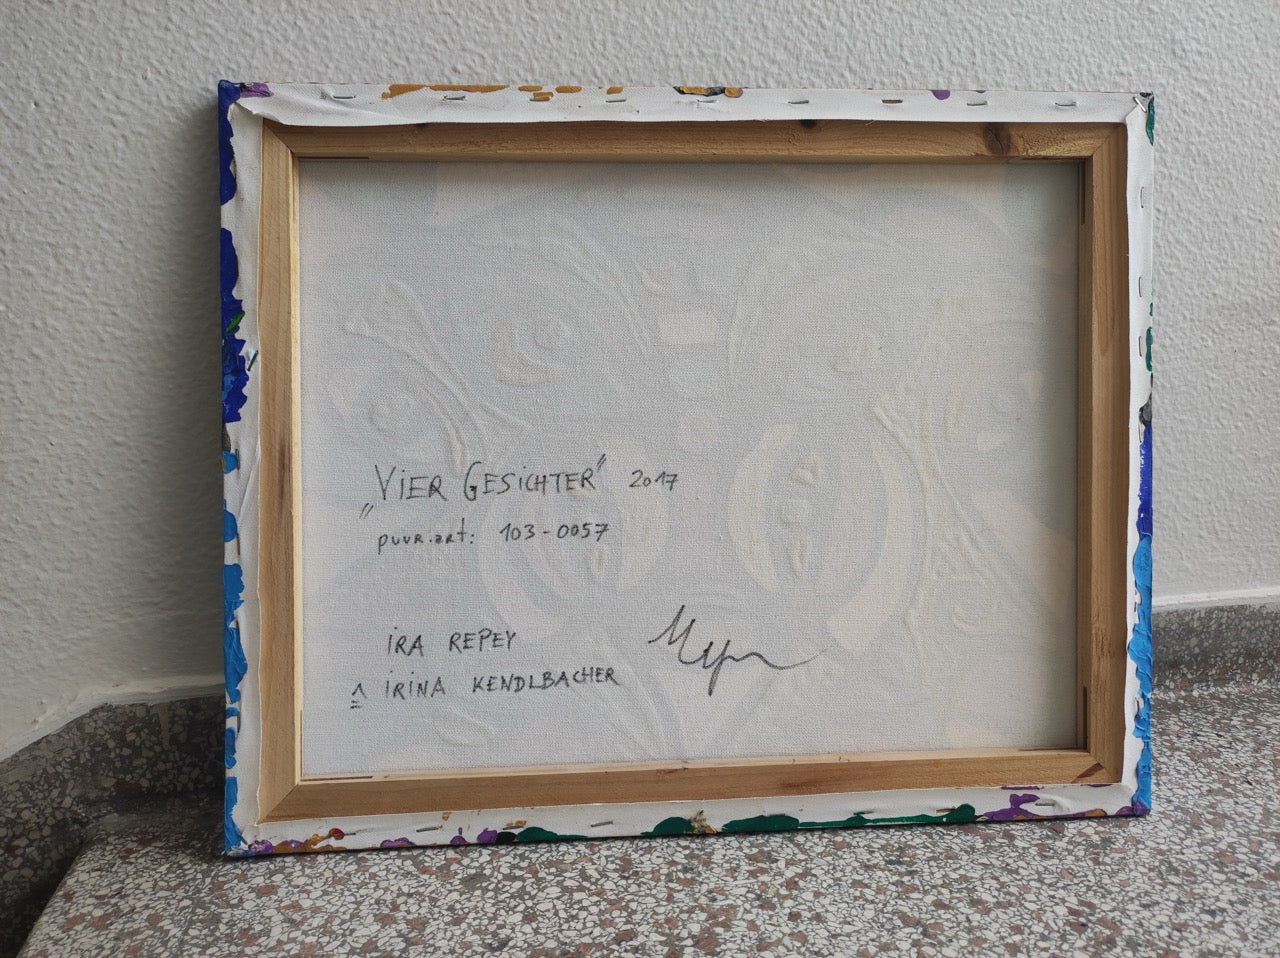 „VIER GESICHTER“ 2017
puur.art: 103-0057
IRA REPEY
≙ IRINA KENDLBACHER